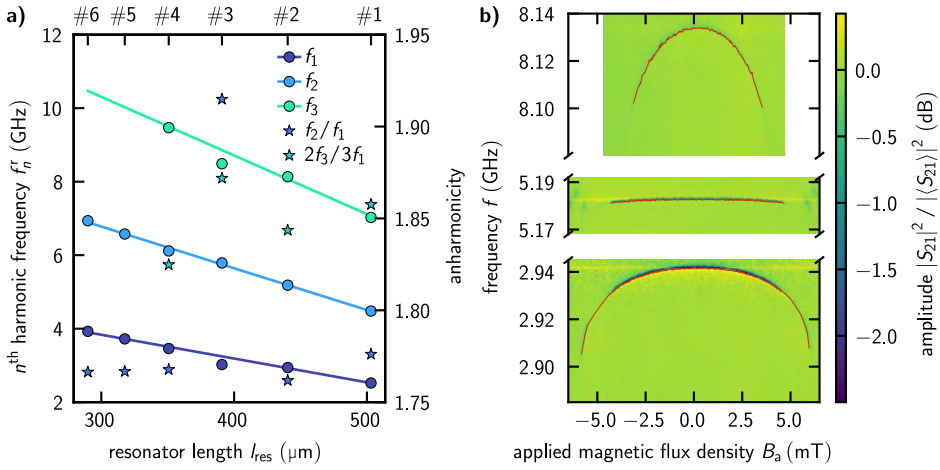 a)
#6 #5 #4 #3 #2 #1
12
10
8
6
4
2
nᵗʰ harmonic frequency fₙʳ (GHz)
f₁
f₂
f₃
f₂/f₁
2f₃/3f₁
1.95
1.90
1.85
1.80
1.75
anharmonicity
300 400 500
resonator length lᵣₑₛ (μm)
b)
8.14
8.12
8.10
5.19
5.17
2.94
2.92
2.90
frequency f (GHz)
−5.0 −2.5 0.0 2.5 5.0
applied magnetic flux density Bₐ (mT)
0.0
−0.5
−1.0
−1.5
−2.0
amplitude |S₂₁|² / |⟨S₂₁⟩|² (dB)